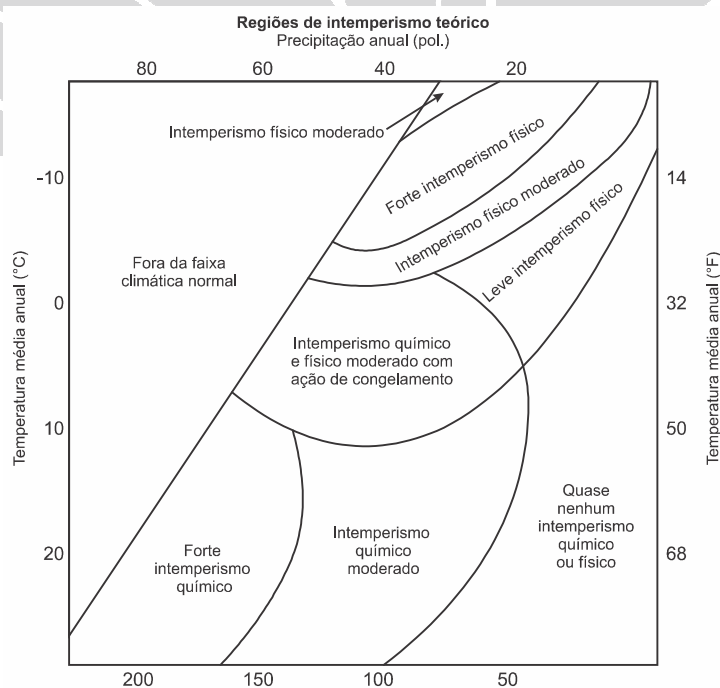 Regiões de intemperismo teórico
Precipitação anual (pol.)
80 60 40 20
Intemperismo físico moderado
Forte intemperismo físico
Intemperismo físico moderado
Leve intemperismo físico
-10
14
Fora da faixa
climática normal
Temperatura média anual (°C)
Temperatura média anual (°F)
0
32
Intemperismo químico
e físico moderado com
ação de congelamento
10
50
Quase
nenhum
intemperismo
químico
ou físico
Intemperismo
químico
moderado
Forte
intemperismo
químico
20
68
200 150 100 50